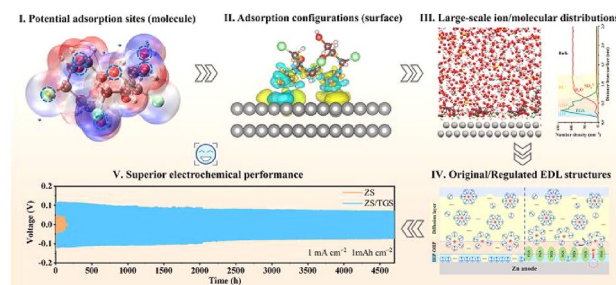 I. Potential adsorption sites (molecule)
II. Adsorption configurations (surface)
III. Large-scale ion/molecular distributions
Bulk
Distance from surface (nm)
Number density (nm⁻³)
V. Superior electrochemical performance
ZS
ZS/TGS
Voltage (V)
0.2
0.1
0.0
-0.1
-0.2
1 mA cm⁻² 1mAh cm⁻²
0 500 1000 1500 2000 2500 3000 3500 4000 4500
Time (h)
IV. Original/Regulated EDL structures
Diffusion layer
IHP OHP
Zn anode